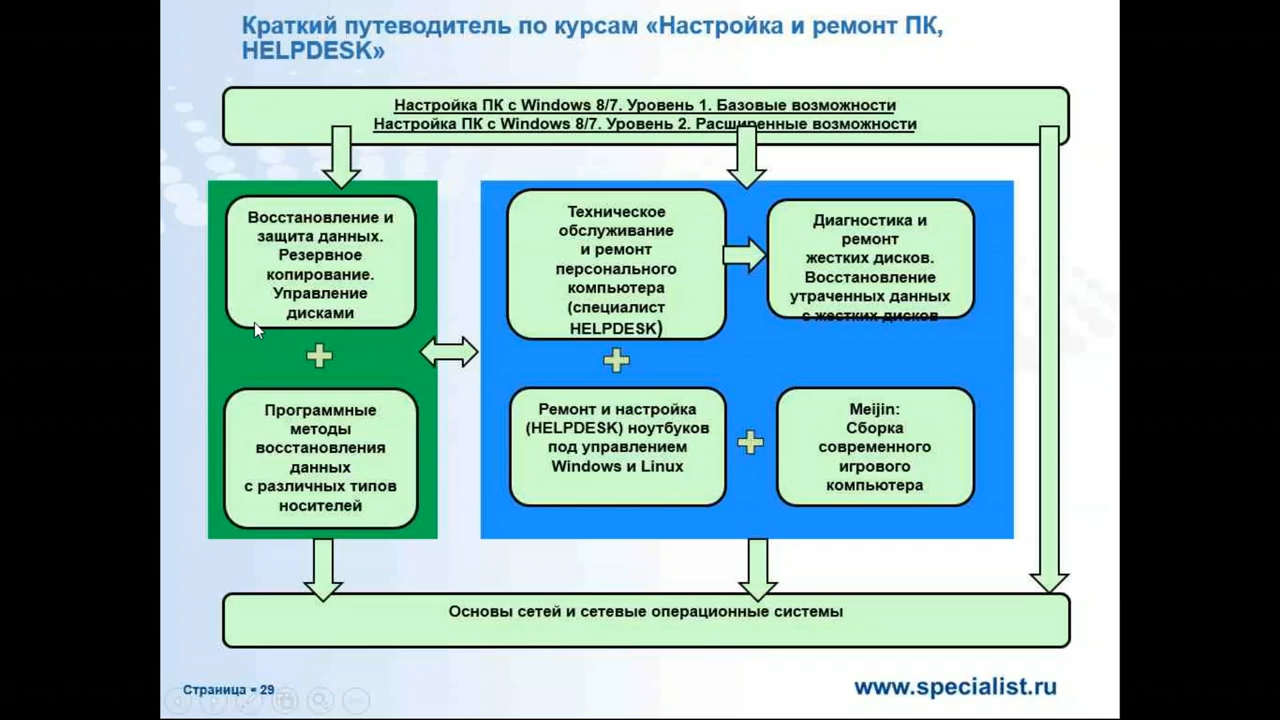 Краткий путеводитель по курсам «Настройка и ремонт ПК,
HELPDESK»
Настройка ПК с Windows 8/7. Уровень 1. Базовые возможности
Настройка ПК с Windows 8/7. Уровень 2. Расширенные возможности
Восстановление и
защита данных.
Резервное
копирование.
Управление
дисками
Техническое
обслуживание
и ремонт
персонального
компьютера
(специалист
HELPDESK)
Диагностика и
ремонт
жестких дисков.
Восстановление
утраченных данных
с жестких дисков
Программные
методы
восстановления
данных
с различных типов
носителей
Ремонт и настройка
(HELPDESK) ноутбуков
под управлением
Windows и Linux
Meijin:
Сборка
современного
игрового
компьютера
Основы сетей и сетевые операционные системы
Страница ▪ 29
www.specialist.ru